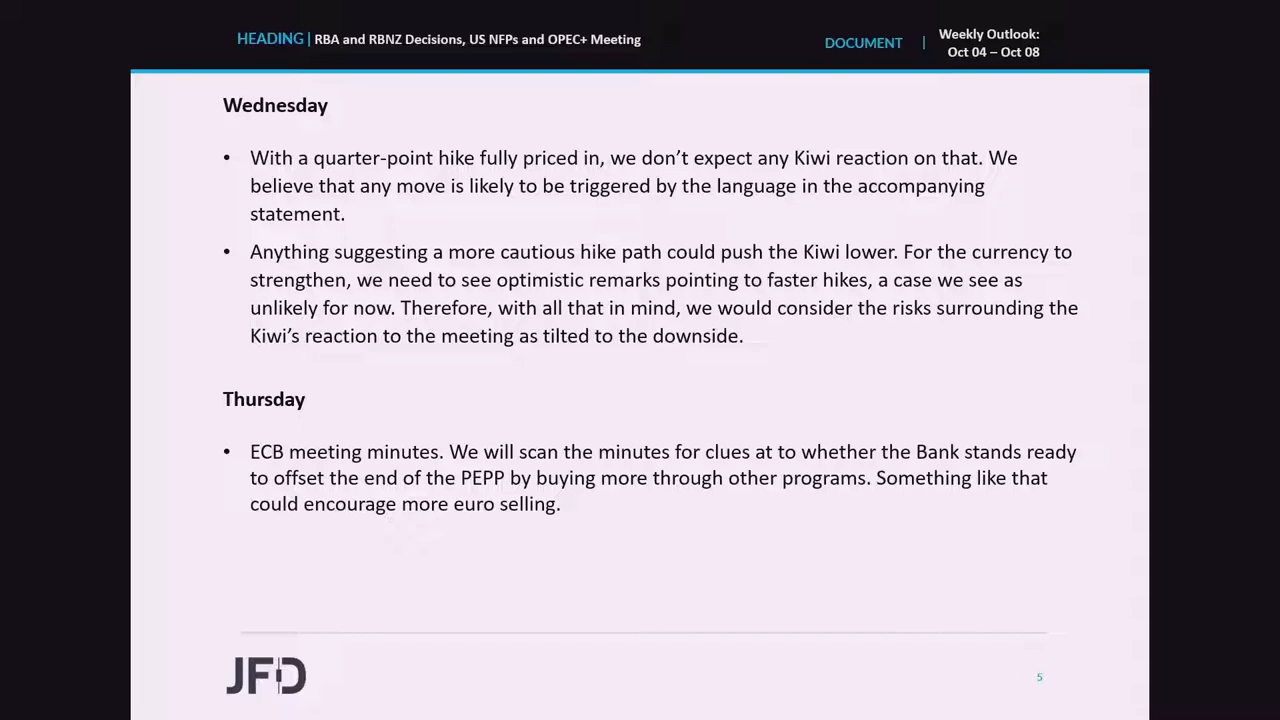 HEADING | RBA and RBNZ Decisions, US NFPs and OPEC+ Meeting
DOCUMENT | Weekly Outlook:
Oct 04 – Oct 08
Wednesday
• With a quarter-point hike fully priced in, we don’t expect any Kiwi reaction on that. We
believe that any move is likely to be triggered by the language in the accompanying
statement.
• Anything suggesting a more cautious hike path could push the Kiwi lower. For the currency to
strengthen, we need to see optimistic remarks pointing to faster hikes, a case we see as
unlikely for now. Therefore, with all that in mind, we would consider the risks surrounding the
Kiwi’s reaction to the meeting as tilted to the downside.
Thursday
• ECB meeting minutes. We will scan the minutes for clues at to whether the Bank stands ready
to offset the end of the PEPP by buying more through other programs. Something like that
could encourage more euro selling.
JFD
5